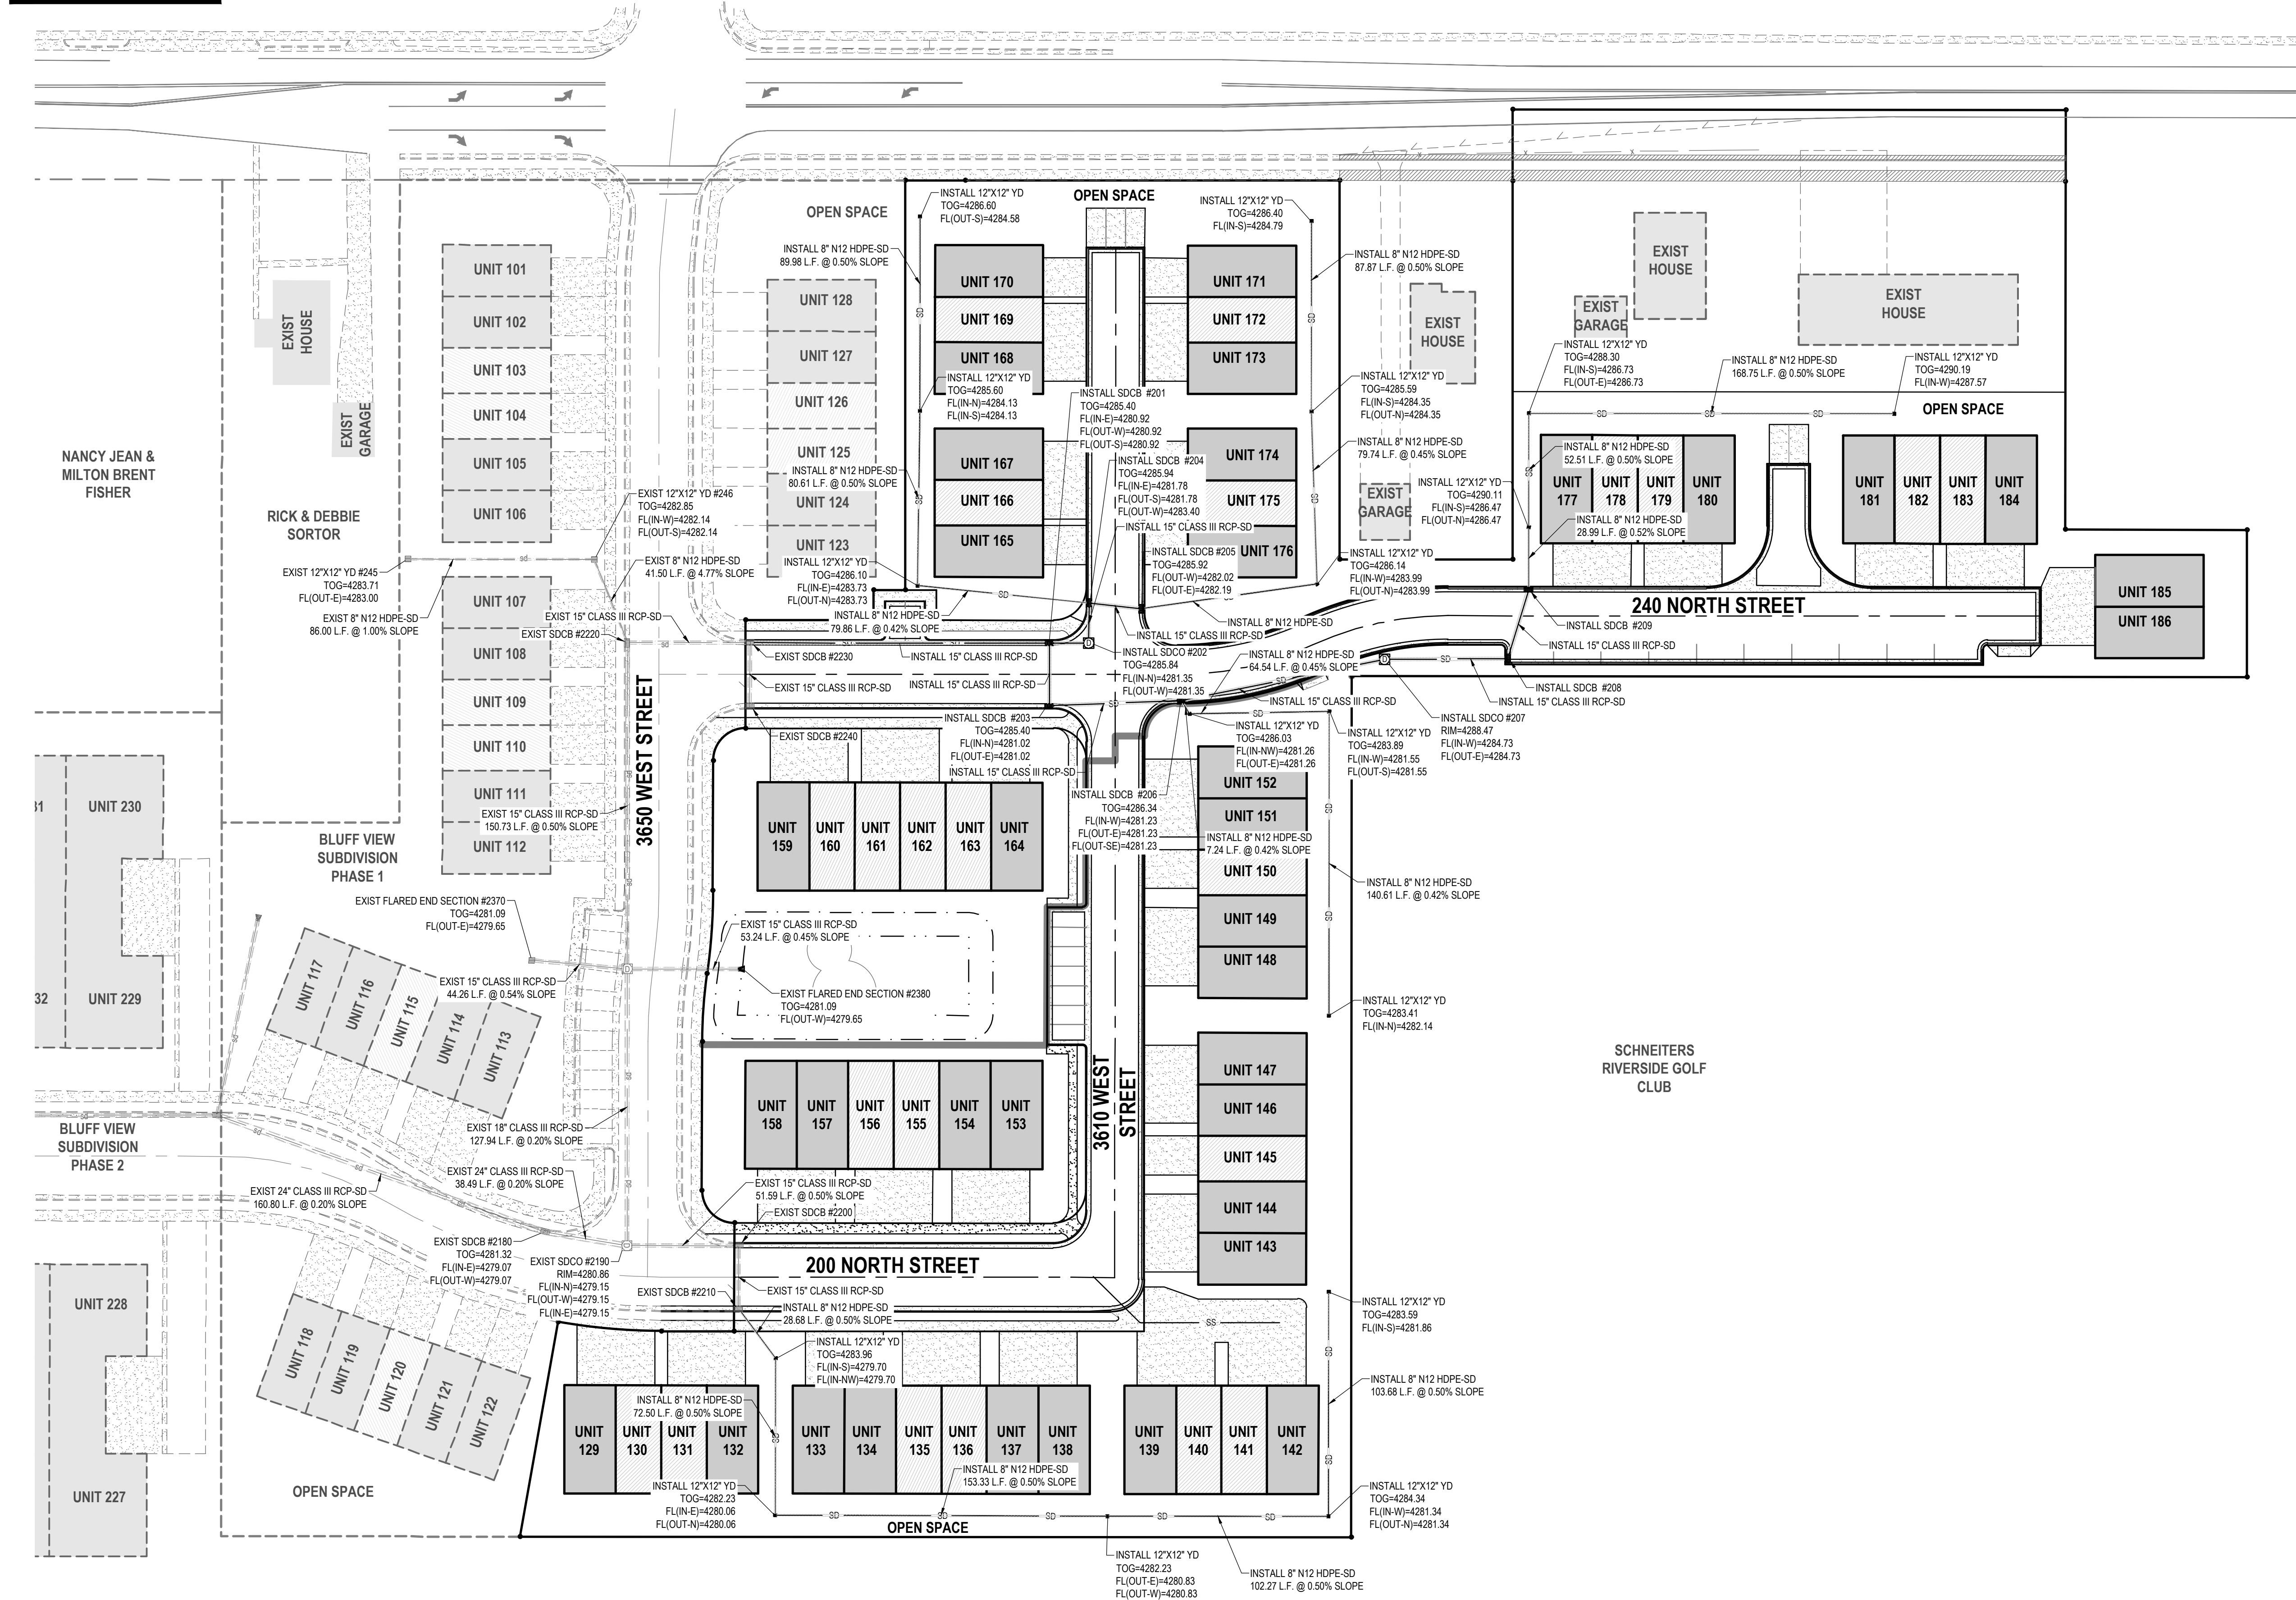 INSTALL 12"X12" YD
TOG=4286.60
FL(OUT-S)=4284.58
OPEN SPACE
INSTALL 12"X12" YD
TOG=4286.40
FL(IN-S)=4284.79
OPEN SPACE
INSTALL 8" N12 HDPE-SD
89.98 L.F. @ 0.50% SLOPE
INSTALL 8" N12 HDPE-SD
87.87 L.F. @ 0.50% SLOPE
UNIT 101
UNIT 102
UNIT 103
UNIT 104
UNIT 105
UNIT 106
UNIT 107
UNIT 108
UNIT 109
UNIT 110
UNIT 111
UNIT 112
EXIST
HOUSE
EXIST
GARAGE
UNIT 128
UNIT 127
UNIT 126
UNIT 125
UNIT 124
UNIT 123
UNIT 170
UNIT 169
UNIT 168
UNIT 167
UNIT 166
UNIT 165
UNIT 171
UNIT 172
UNIT 173
UNIT 174
UNIT 175
UNIT 176
SD
SD
SD
SD
EXIST
HOUSE
EXIST
GARAGE
EXIST
HOUSE
EXIST
GARAGE
EXIST
HOUSE
INSTALL 12"X12" YD
TOG=4288.30
FL(IN-S)=4286.73
FL(OUT-E)=4286.73
INSTALL 8" N12 HDPE-SD
168.75 L.F. @ 0.50% SLOPE
INSTALL 12"X12" YD
TOG=4290.19
FL(IN-W)=4287.57
OPEN SPACE
SD
SD
SD
SD
INSTALL 12"X12" YD
TOG=4285.60
FL(IN-N)=4284.13
FL(IN-S)=4284.13
INSTALL SDCB #201
TOG=4285.40
FL(IN-E)=4280.92
FL(OUT-W)=4280.92
FL(OUT-S)=4280.92
INSTALL 12"X12" YD
TOG=4285.59
FL(IN-S)=4284.35
FL(OUT-N)=4284.35
INSTALL 8" N12 HDPE-SD
79.74 L.F. @ 0.45% SLOPE
INSTALL SDCB #204
TOG=4285.94
FL(IN-E)=4281.78
FL(OUT-S)=4281.78
FL(OUT-W)=4283.40
INSTALL 8" N12 HDPE-SD
80.61 L.F. @ 0.50% SLOPE
INSTALL 15" CLASS III RCP-SD
INSTALL SDCB #205
TOG=4285.92
FL(OUT-W)=4282.02
FL(OUT-E)=4282.19
INSTALL 12"X12" YD
TOG=4286.14
FL(IN-W)=4283.99
FL(OUT-N)=4283.99
INSTALL 12"X12" YD
TOG=4290.11
FL(IN-S)=4286.47
FL(OUT-N)=4286.47
INSTALL 8" N12 HDPE-SD
52.51 L.F. @ 0.50% SLOPE
UNIT
177
UNIT
178
UNIT
179
UNIT
180
INSTALL 8" N12 HDPE-SD
28.99 L.F. @ 0.52% SLOPE
UNIT
181
UNIT
182
UNIT
183
UNIT
184
UNIT 185
UNIT 186
NANCY JEAN &
MILTON BRENT
FISHER
RICK & DEBBIE
SORTOR
EXIST 12"X12" YD #246
TOG=4282.85
FL(IN-W)=4282.14
FL(OUT-S)=4282.14
sd
EXIST 8" N12 HDPE-SD
41.50 L.F. @ 4.77% SLOPE
EXIST 12"X12" YD #245
TOG=4283.71
FL(OUT-E)=4283.00
EXIST 8" N12 HDPE-SD
86.00 L.F. @ 1.00% SLOPE
EXIST 15" CLASS III RCP-SD
EXIST SDCB #2220
sd
INSTALL 12"X12" YD
TOG=4286.10
FL(IN-E)=4283.73
FL(OUT-N)=4283.73
INSTALL 8" N12 HDPE-SD
79.86 L.F. @ 0.42% SLOPE
SD
SD
INSTALL 8" N12 HDPE-SD
INSTALL 15" CLASS III RCP-SD
240 NORTH STREET
INSTALL SDCB #209
INSTALL 15" CLASS III RCP-SD
EXIST SDCB #2230
INSTALL 15" CLASS III RCP-SD
D
INSTALL SDCO #202
TOG=4285.84
FL(IN-N)=4281.35
FL(OUT-W)=4281.35
INSTALL 8" N12 HDPE-SD
64.54 L.F. @ 0.45% SLOPE
D
SD
EXIST 15" CLASS III RCP-SD
INSTALL 15" CLASS III RCP-SD
SD
SD
SD
INSTALL 15" CLASS III RCP-SD
INSTALL SDCB #208
INSTALL 15" CLASS III RCP-SD
INSTALL SDCO #207
RIM=4288.47
FL(IN-W)=4284.73
FL(OUT-E)=4284.73
3650 WEST STREET
EXIST SDCB #2240
INSTALL SDCB #203
TOG=4285.40
FL(IN-N)=4281.02
FL(OUT-E)=4281.02
INSTALL 15" CLASS III RCP-SD
INSTALL 12"X12" YD
TOG=4286.03
FL(IN-NW)=4281.26
FL(OUT-E)=4281.26
INSTALL 12"X12" YD
TOG=4283.89
FL(IN-W)=4281.55
FL(OUT-S)=4281.55
INSTALL SDCB #206
TOG=4286.34
FL(IN-W)=4281.23
FL(OUT-E)=4281.23
FL(OUT-SE)=4281.23
INSTALL 8" N12 HDPE-SD
7.24 L.F. @ 0.42% SLOPE
UNIT 152
UNIT 151
UNIT 150
UNIT 149
UNIT 148
SD
SD
INSTALL 8" N12 HDPE-SD
140.61 L.F. @ 0.42% SLOPE
31
UNIT 230
32
UNIT 229
EXIST 15" CLASS III RCP-SD
150.73 L.F. @ 0.50% SLOPE
BLUFF VIEW
SUBDIVISION
PHASE 1
UNIT
159
UNIT
160
UNIT
161
UNIT
162
UNIT
163
UNIT
164
EXIST FLARED END SECTION #2370
TOG=4281.09
FL(OUT-E)=4279.65
EXIST 15" CLASS III RCP-SD
53.24 L.F. @ 0.45% SLOPE
D
EXIST 15" CLASS III RCP-SD
44.26 L.F. @ 0.54% SLOPE
EXIST FLARED END SECTION #2380
TOG=4281.09
FL(OUT-W)=4279.65
INSTALL 12"X12" YD
TOG=4283.41
FL(IN-N)=4282.14
UNIT 117
UNIT 116
UNIT 115
UNIT 114
UNIT 113
sd
sd
sd
SCHNEITERS
RIVERSIDE GOLF
CLUB
UNIT 147
UNIT 146
UNIT 145
UNIT 144
UNIT 143
3610 WEST
STREET
UNIT
158
UNIT
157
UNIT
156
UNIT
155
UNIT
154
UNIT
153
BLUFF VIEW
SUBDIVISION
PHASE 2
sd
sd
EXIST 18" CLASS III RCP-SD
127.94 L.F. @ 0.20% SLOPE
EXIST 24" CLASS III RCP-SD
38.49 L.F. @ 0.20% SLOPE
EXIST 24" CLASS III RCP-SD
160.80 L.F. @ 0.20% SLOPE
EXIST 15" CLASS III RCP-SD
51.59 L.F. @ 0.50% SLOPE
EXIST SDCB #2200
EXIST SDCB #2180
TOG=4281.32
FL(IN-E)=4279.07
FL(OUT-W)=4279.07
D
EXIST SDCO #2190
RIM=4280.86
FL(IN-N)=4279.15
FL(OUT-W)=4279.15
FL(IN-E)=4279.15
200 NORTH STREET
EXIST SDCB #2210
EXIST 15" CLASS III RCP-SD
INSTALL 8" N12 HDPE-SD
28.68 L.F. @ 0.50% SLOPE
SS
INSTALL 12"X12" YD
TOG=4283.59
FL(IN-S)=4281.86
INSTALL 12"X12" YD
TOG=4283.96
FL(IN-S)=4279.70
FL(IN-NW)=4279.70
UNIT 228
UNIT 227
UNIT 118
UNIT 119
UNIT 120
UNIT 121
UNIT 122
OPEN SPACE
SD
INSTALL 8" N12 HDPE-SD
103.68 L.F. @ 0.50% SLOPE
INSTALL 8" N12 HDPE-SD
72.50 L.F. @ 0.50% SLOPE
UNIT
129
UNIT
130
UNIT
131
UNIT
132
SD
UNIT
133
UNIT
134
UNIT
135
UNIT
136
UNIT
137
UNIT
138
UNIT
139
UNIT
140
UNIT
141
UNIT
142
SD
INSTALL 8" N12 HDPE-SD
153.33 L.F. @ 0.50% SLOPE
INSTALL 12"X12" YD
TOG=4282.23
FL(IN-E)=4280.06
FL(OUT-N)=4280.06
SD
SD
SD
SD
SD
OPEN SPACE
INSTALL 12"X12" YD
TOG=4284.34
FL(IN-W)=4281.34
FL(OUT-N)=4281.34
INSTALL 12"X12" YD
TOG=4282.23
FL(OUT-E)=4280.83
FL(OUT-W)=4280.83
INSTALL 8" N12 HDPE-SD
102.27 L.F. @ 0.50% SLOPE